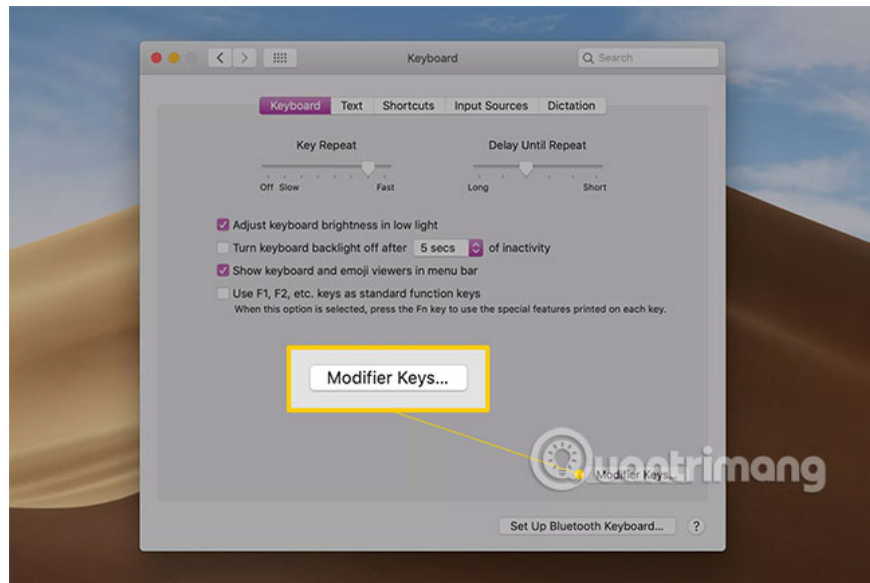 Keyboard
Search
Keyboard Text Shortcuts Input Sources Dictation
Key Repeat Delay Until Repeat
Off Slow Fast Long Short
Adjust keyboard brightness in low light
Turn keyboard backlight off after 5 secs of inactivity
Show keyboard and emoji viewers in menu bar
Use F1, F2, etc. keys as standard function keys
When this option is selected, press the Fn key to use the special features printed on each key.
Modifier Keys...
Quantrimang
Modifier Keys...
Set Up Bluetooth Keyboard... ?